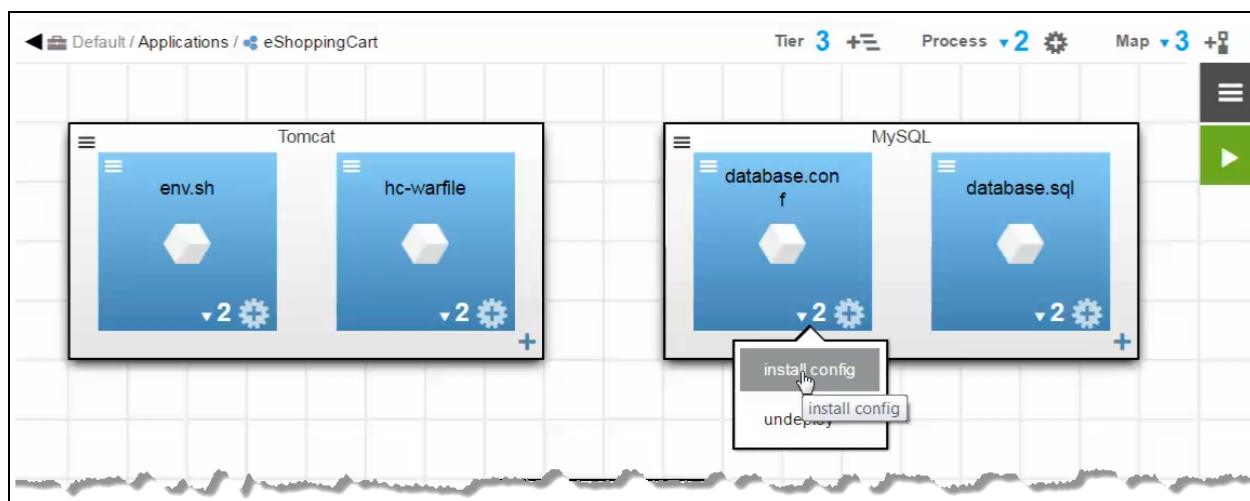 Default / Applications / eShoppingCart
Tier 3 Process 2 Map 3
Tomcat
env.sh
hc-warfile
2
2
MySQL
database.con
f
database.sql
2
2
install config
install config
undeploy